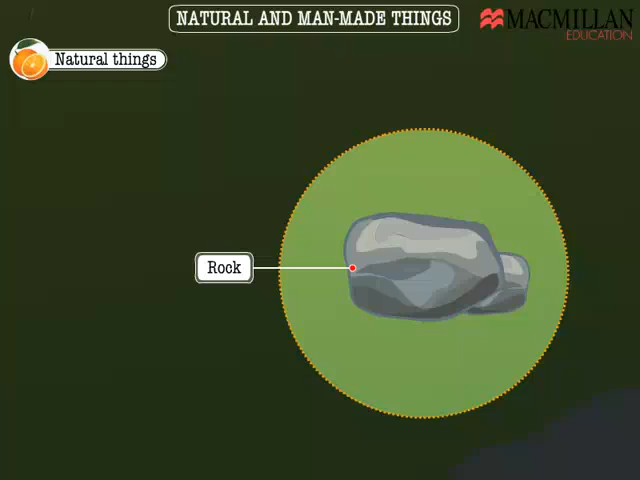 NATURAL AND MAN-MADE THINGS
MACMILLAN
EDUCATION
Natural things
Rock